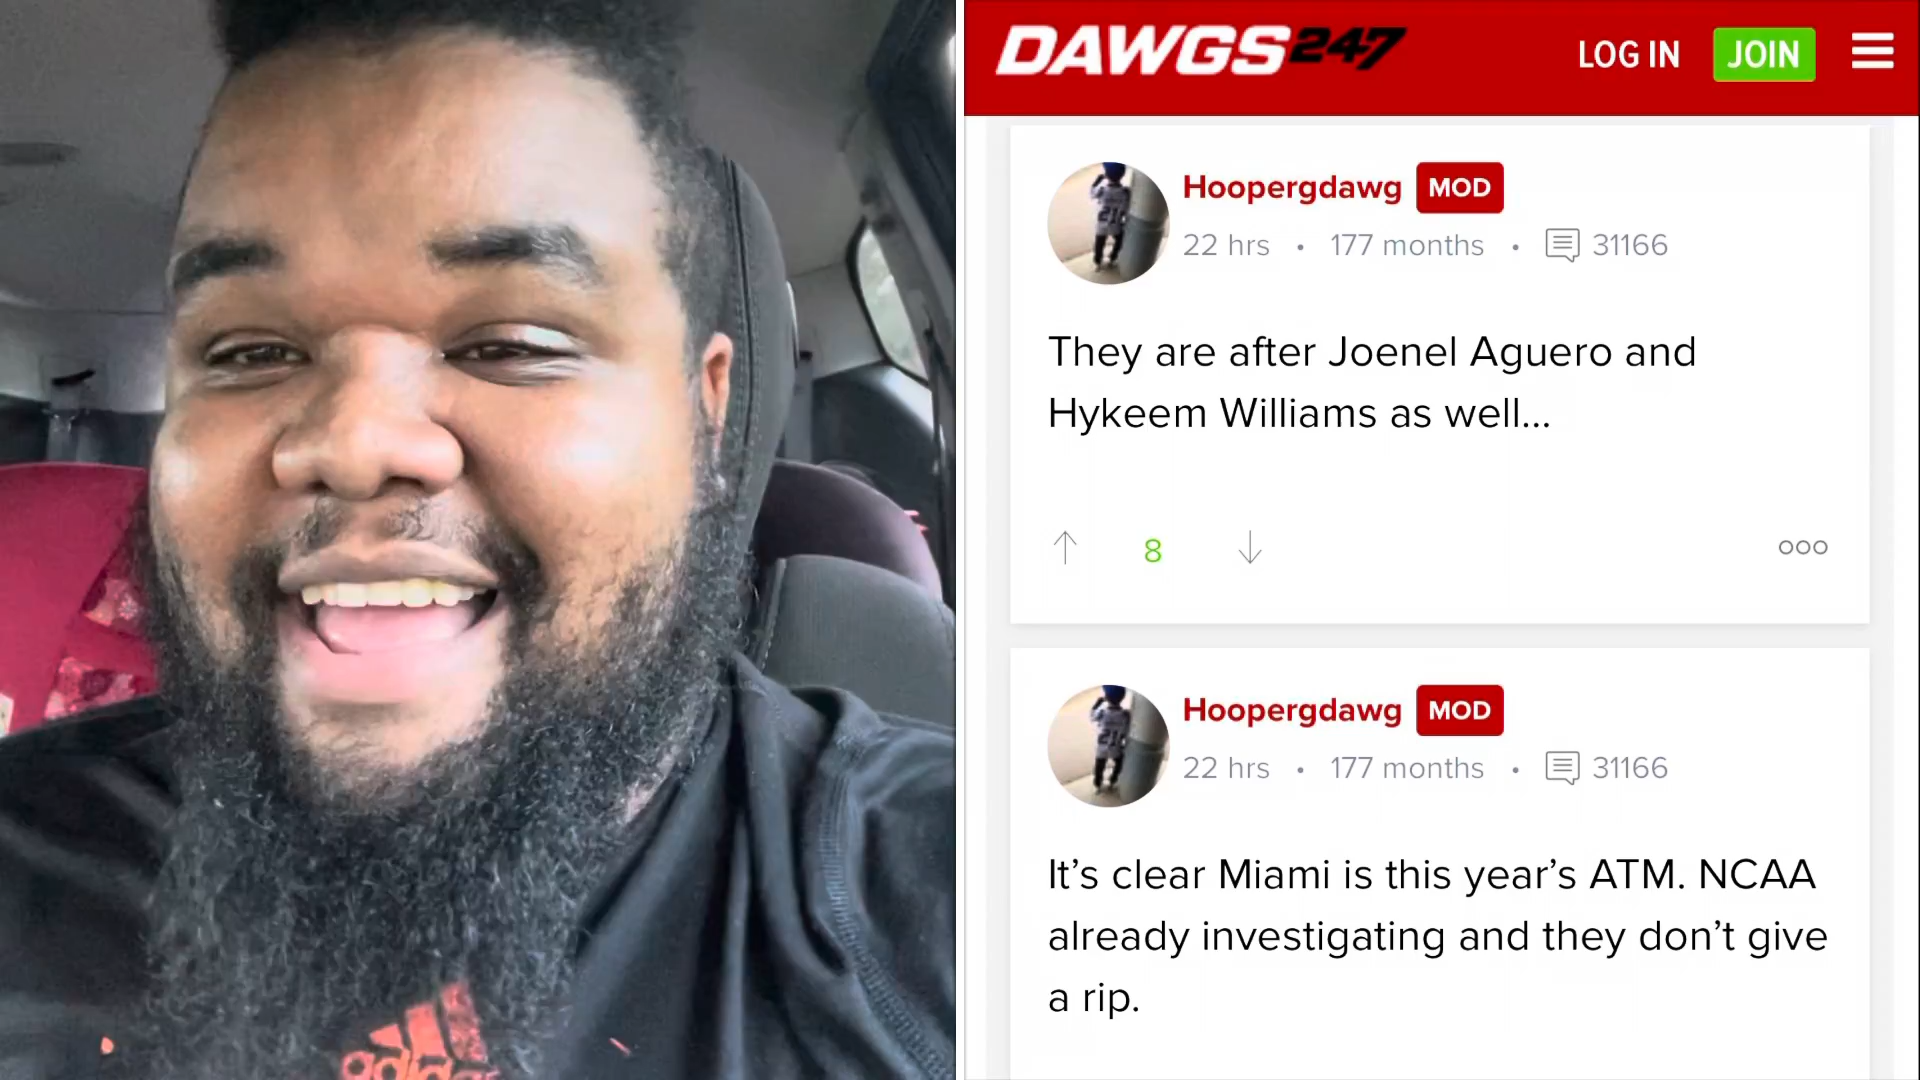 DAWGS247
LOG IN
JOIN
Hoopergdawg MOD
22 hrs • 177 months • 31166
They are after Joenel Aguero and
Hykeem Williams as well...
8
Hoopergdawg MOD
22 hrs • 177 months • 31166
It’s clear Miami is this year’s ATM. NCAA
already investigating and they don’t give
a rip.
adidas